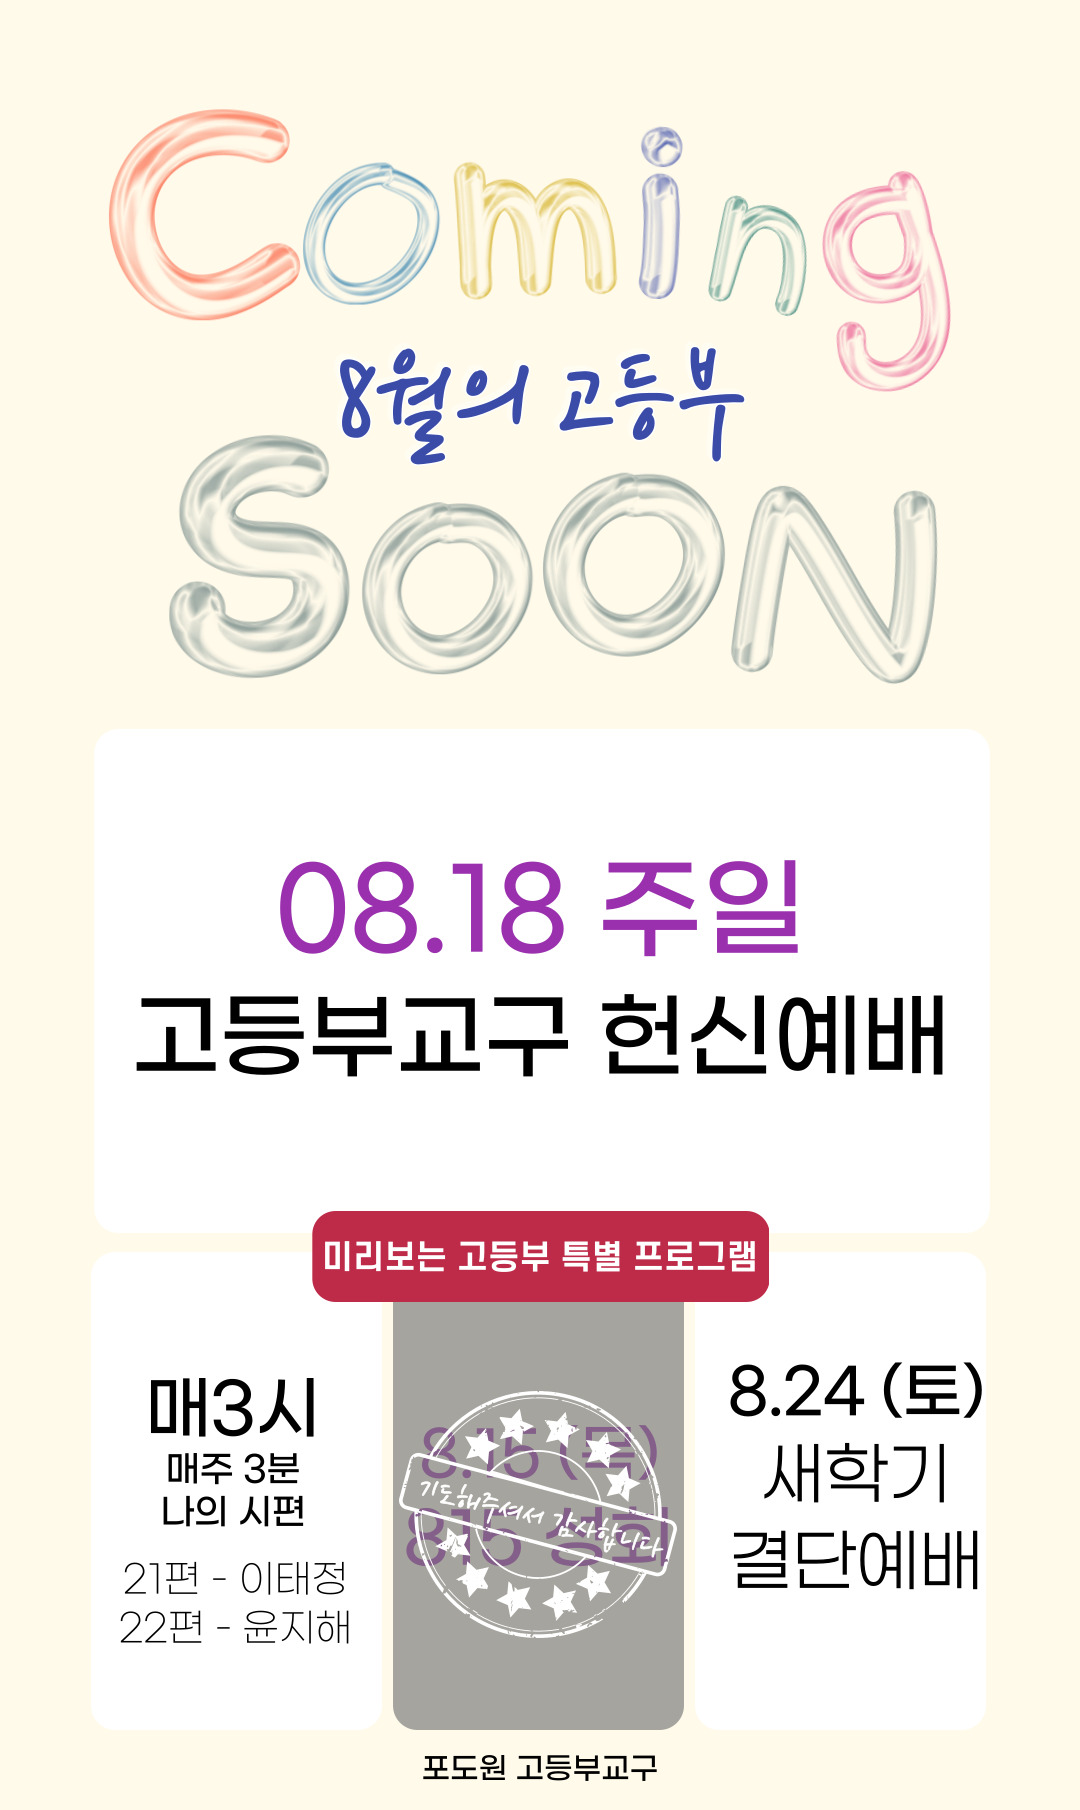 Coming
8월의 고등부
SOON
08.18 주일
고등부교구 헌신예배
미리보는 고등부 특별 프로그램
매3시
매주 3분
나의 시편
21편 - 이태정
22편 - 윤지해
8.15 (목)
815 성회
기도해주셔서 감사합니다
8.24 (토)
새학기
결단예배
포도원 고등부교구